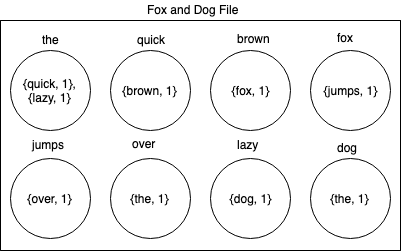 Fox and Dog File
the quick brown fox
{quick, 1},
{lazy, 1}
{brown, 1}
{fox, 1}
{jumps, 1}
jumps over lazy dog
{over, 1}
{the, 1}
{dog, 1}
{the, 1}